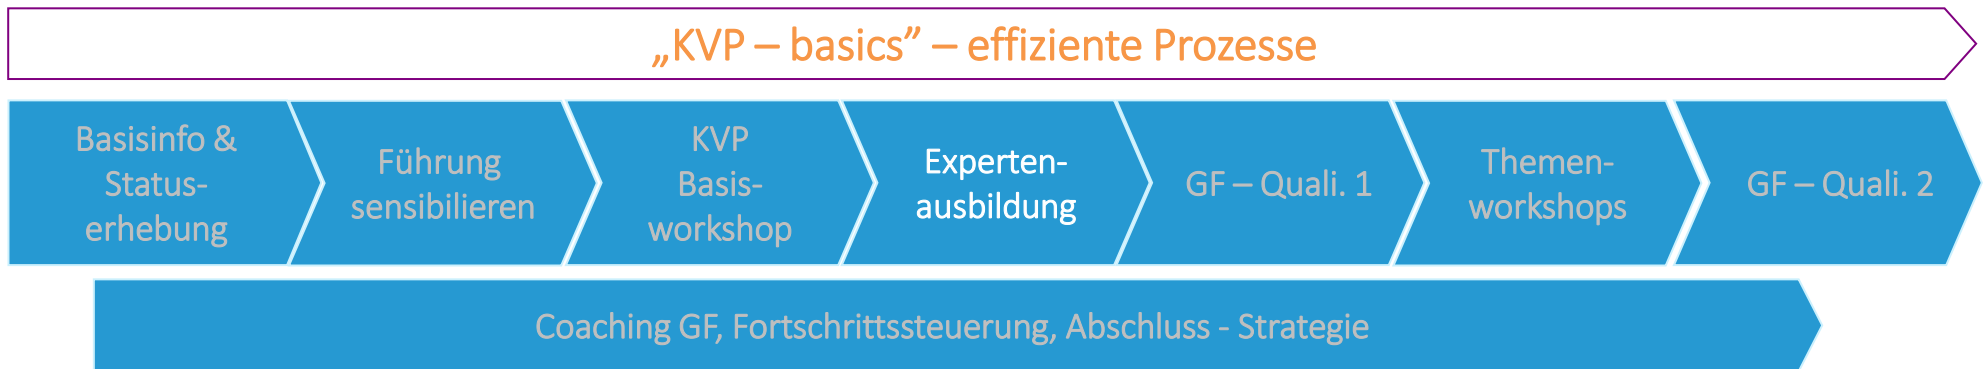 „KVP – basics” – effiziente Prozesse
Basisinfo &
Status-
erhebung
Führung
sensibilieren
KVP
Basis-
workshop
Experten-
ausbildung
GF – Quali. 1
Themen-
workshops
GF – Quali. 2
Coaching GF, Fortschrittssteuerung, Abschluss - Strategie